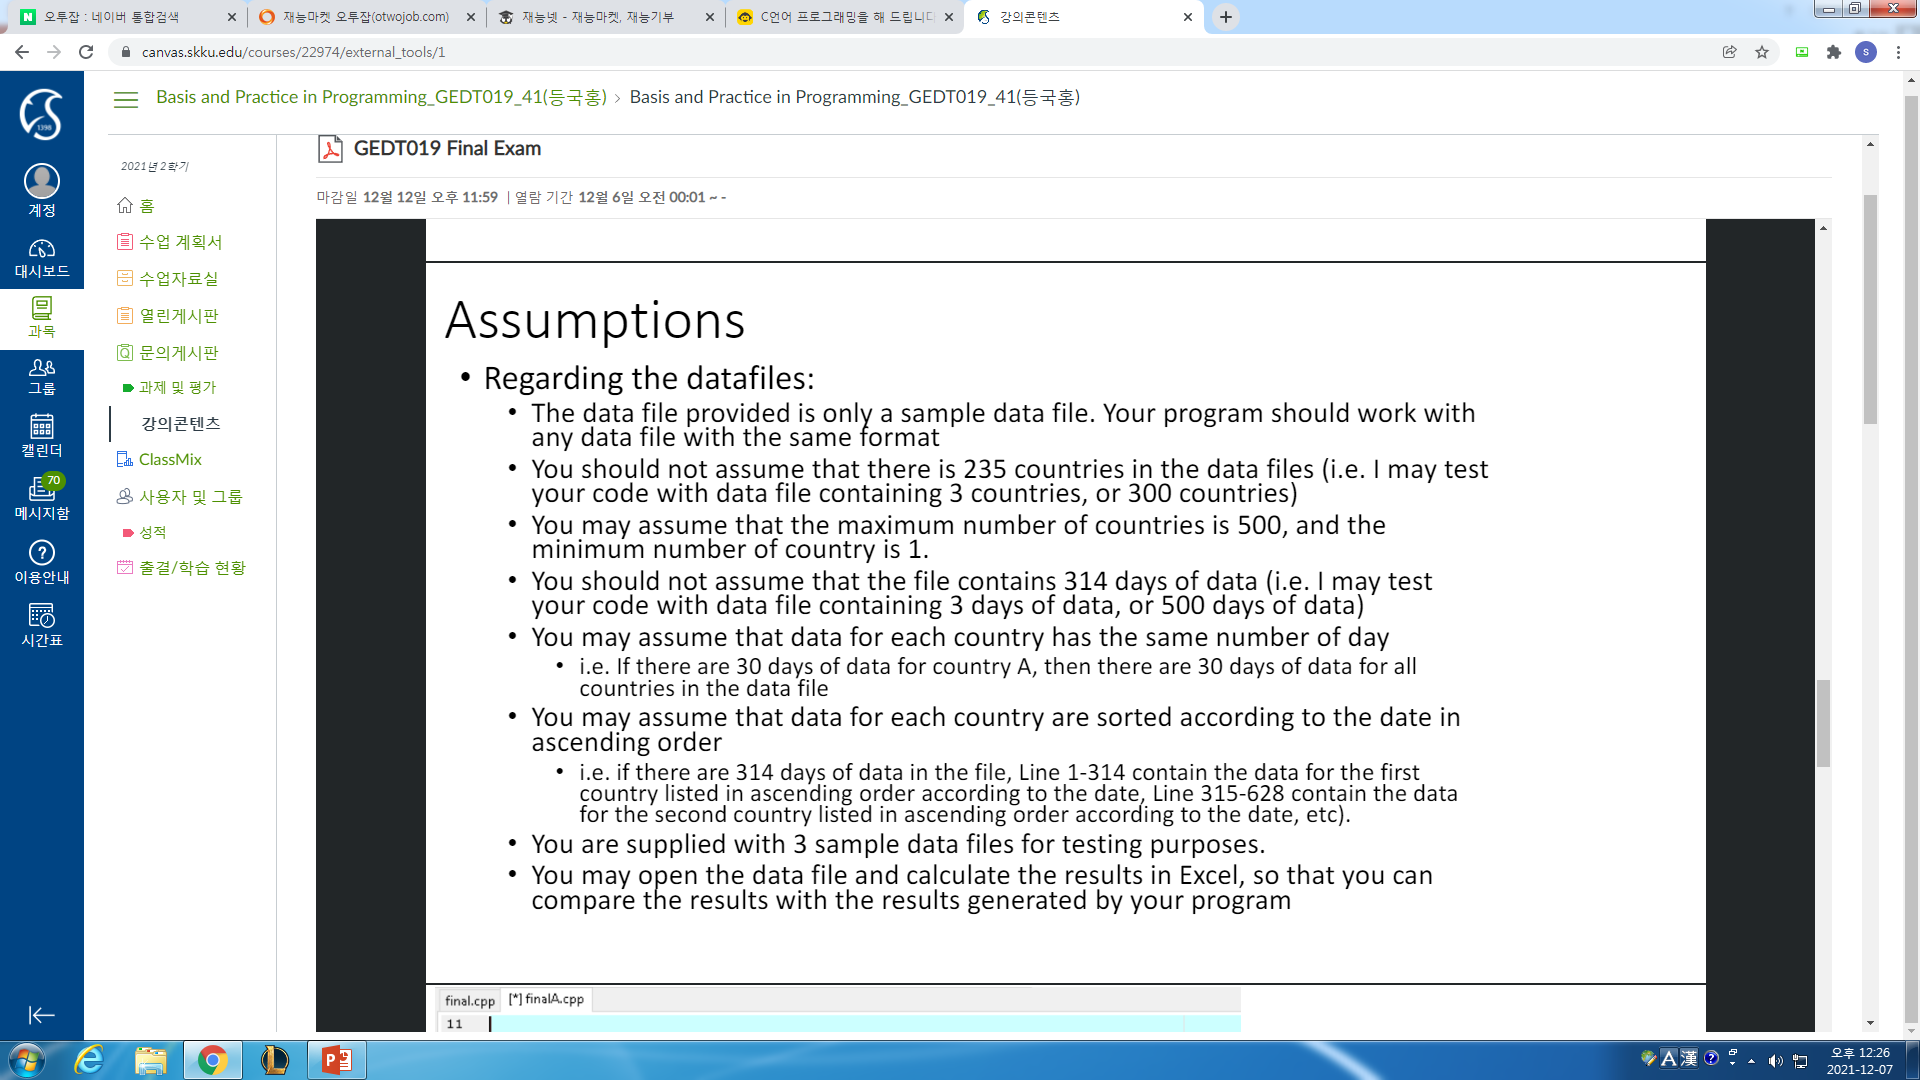 오투잡 : 네이버 통합검색
재능마켓 오투잡(otwojob.com)
재능넷 - 재능마켓, 재능기부
C언어 프로그래밍을 해 드립니다
강의콘텐츠
canvas.skku.edu/courses/22974/external_tools/1
S
Basis and Practice in Programming_GEDT019_41(등국홍) › Basis and Practice in Programming_GEDT019_41(등국홍)
1398
계정
대시보드
과목
그룹
캘린더
70
메시지함
이용안내
시간표
2021년 2학기
홈
수업 계획서
수업자료실
열린게시판
문의게시판
과제 및 평가
강의콘텐츠
ClassMix
사용자 및 그룹
성적
출결/학습 현황
GEDT019 Final Exam
마감일 12월 12일 오후 11:59 | 열람 기간 12월 6일 오전 00:01 ~ -
Assumptions
• Regarding the datafiles:
• The data file provided is only a sample data file. Your program should work with
any data file with the same format
• You should not assume that there is 235 countries in the data files (i.e. I may test
your code with data file containing 3 countries, or 300 countries)
• You may assume that the maximum number of countries is 500, and the
minimum number of country is 1.
• You should not assume that the file contains 314 days of data (i.e. I may test
your code with data file containing 3 days of data, or 500 days of data)
• You may assume that data for each country has the same number of day
• i.e. If there are 30 days of data for country A, then there are 30 days of data for all
countries in the data file
• You may assume that data for each country are sorted according to the date in
ascending order
• i.e. if there are 314 days of data in the file, Line 1-314 contain the data for the first
country listed in ascending order according to the date, Line 315-628 contain the data
for the second country listed in ascending order according to the date, etc).
• You are supplied with 3 sample data files for testing purposes.
• You may open the data file and calculate the results in Excel, so that you can
compare the results with the results generated by your program
final.cpp [*] finalA.cpp
11
A 漢
오후 12:26
2021-12-07